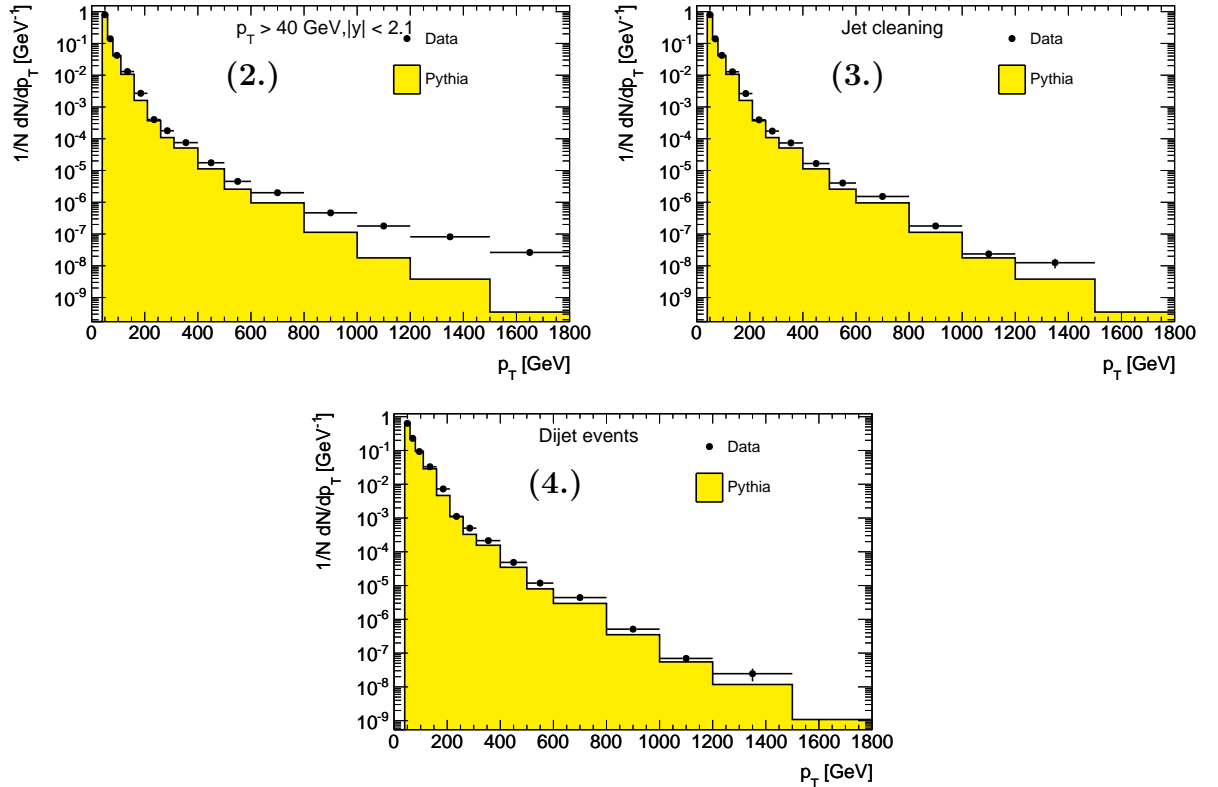 p_T > 40 GeV,|y| < 2.1
Data
Pythia
(2.)
1/N dN/dp_T [GeV^-1]
10^-1
10^-2
10^-3
10^-4
10^-5
10^-6
10^-7
10^-8
10^-9
0 200 400 600 800 1000 1200 1400 1600 1800
p_T [GeV]
Jet cleaning
Data
Pythia
(3.)
1/N dN/dp_T [GeV^-1]
1
10^-1
10^-2
10^-3
10^-4
10^-5
10^-6
10^-7
10^-8
10^-9
0 200 400 600 800 1000 1200 1400 1600 1800
p_T [GeV]
Dijet events
Data
Pythia
(4.)
1/N dN/dp_T [GeV^-1]
1
10^-1
10^-2
10^-3
10^-4
10^-5
10^-6
10^-7
10^-8
10^-9
0 200 400 600 800 1000 1200 1400 1600 1800
p_T [GeV]